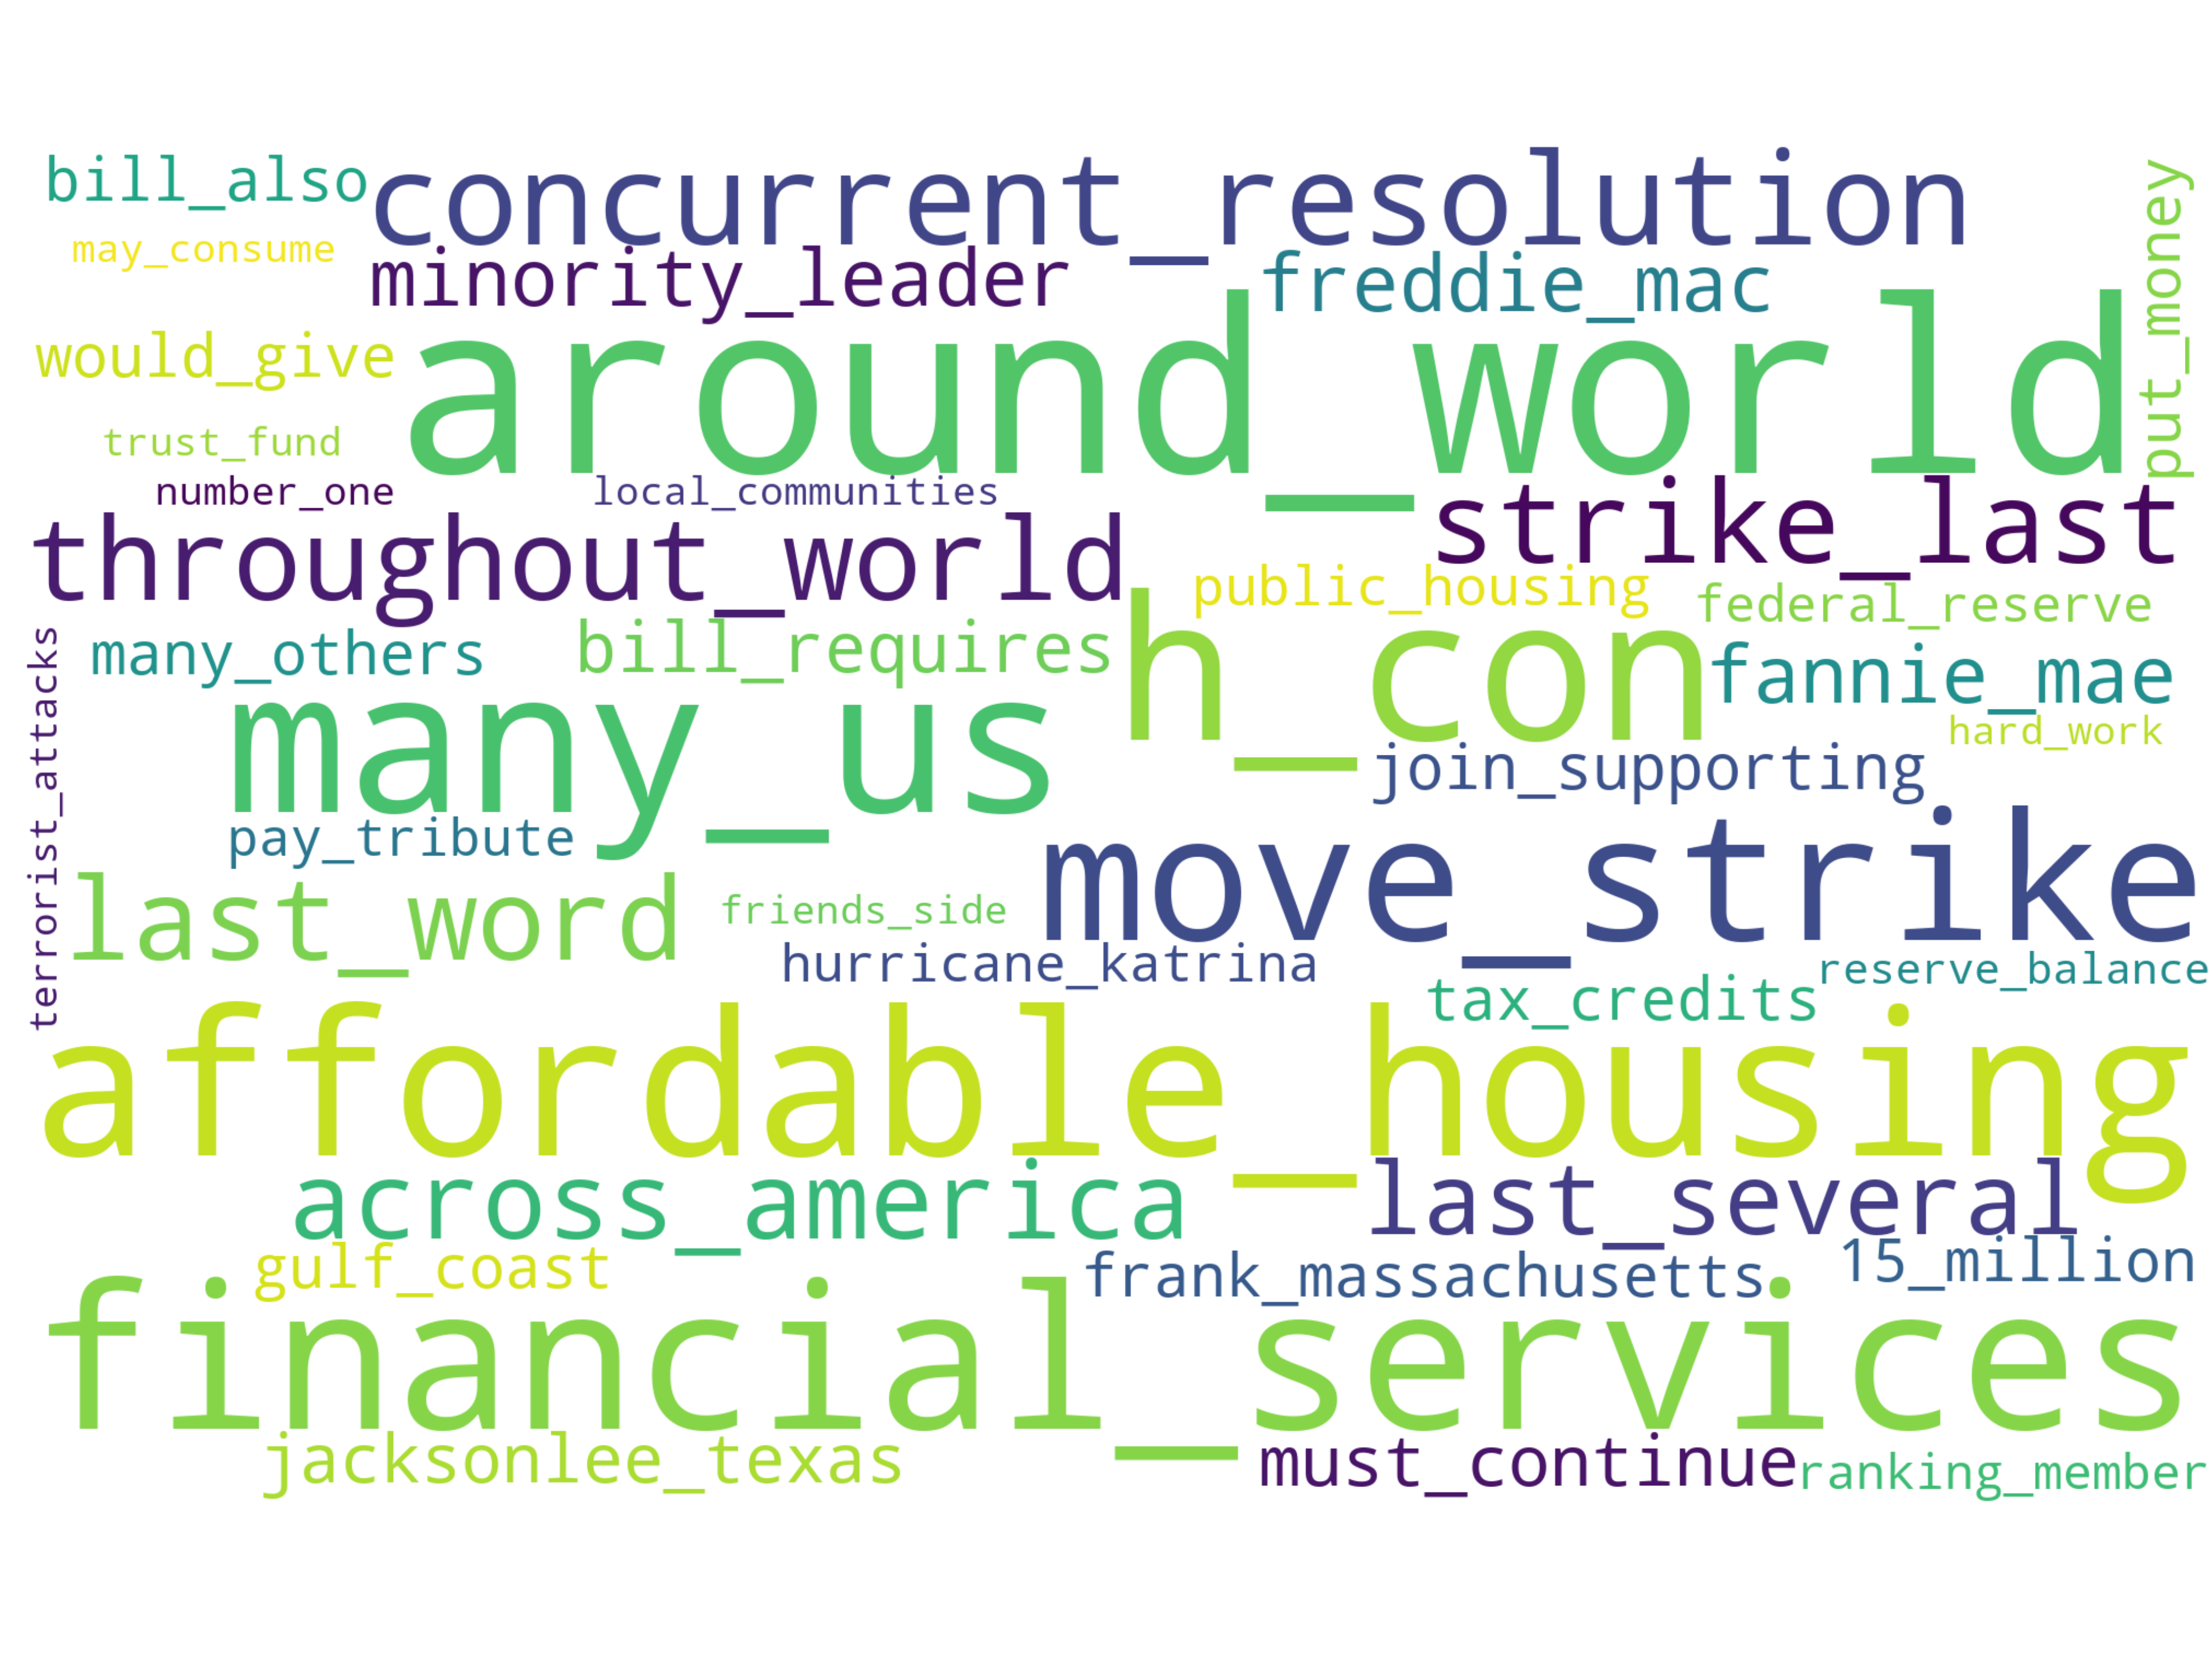 bill_also
concurrent_resolution
put_money
may_consume
minority_leader
freddie_mac
would_give
around_world
trust_fund
number_one
local_communities
strike_last
throughout_world
public_housing
federal_reserve
terrorist_attacks
many_others
bill_requires
h_con
fannie_mae
many_us
hard_work
join_supporting
pay_tribute
move_strike
last_word
friends_side
hurricane_katrina
reserve_balance
tax_credits
affordable_housing
across_america
last_several
gulf_coast
frank_massachusetts
15_million
financial_services
jacksonlee_texas
must_continue
ranking_member